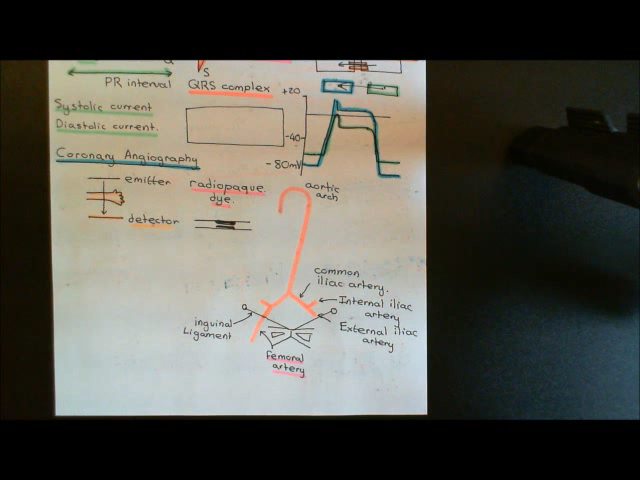 Q
S
PR interval
QRS complex
+20
-40
-80mV
Systolic current
Diastolic current.
Coronary Angiography
emitter
detector
radiopaque
dye.
aortic
arch
common
iliac artery.
Internal iliac
artery
External iliac
artery
inguinal
Ligament
femoral
artery